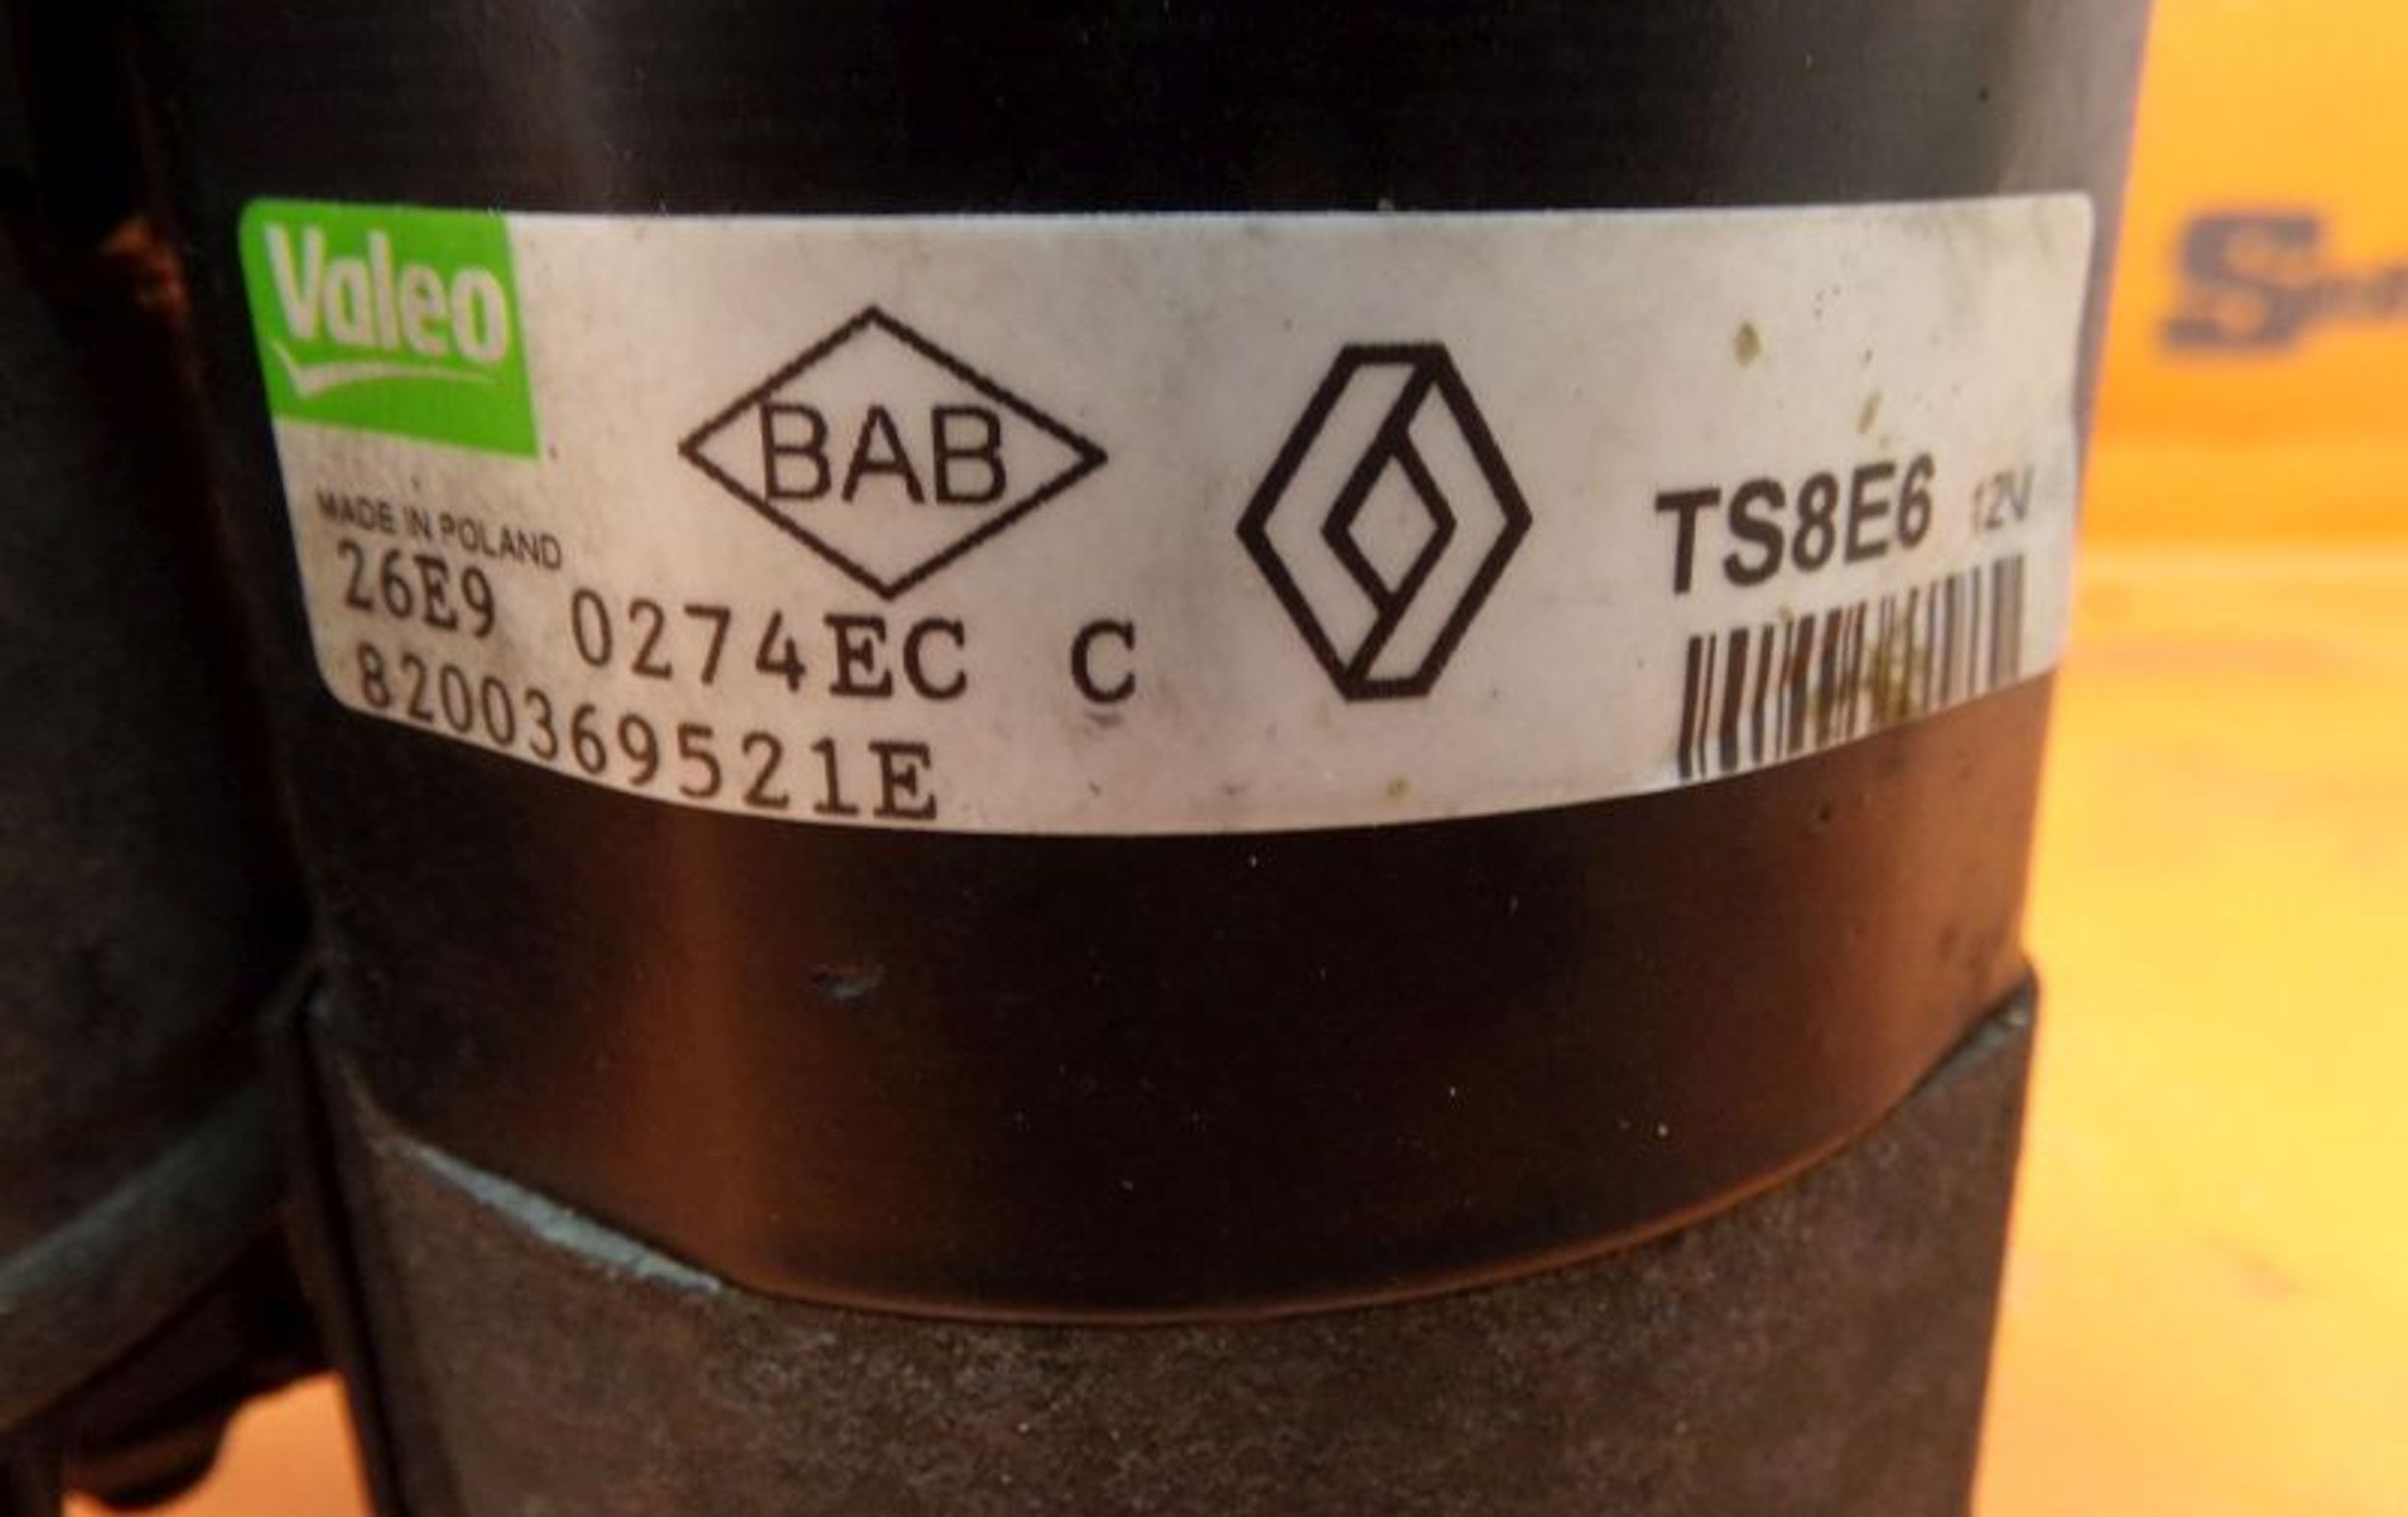 Valeo
BAB
TS8E6 12V
MADE IN POLAND
26E9 0274EC C
8200369521E